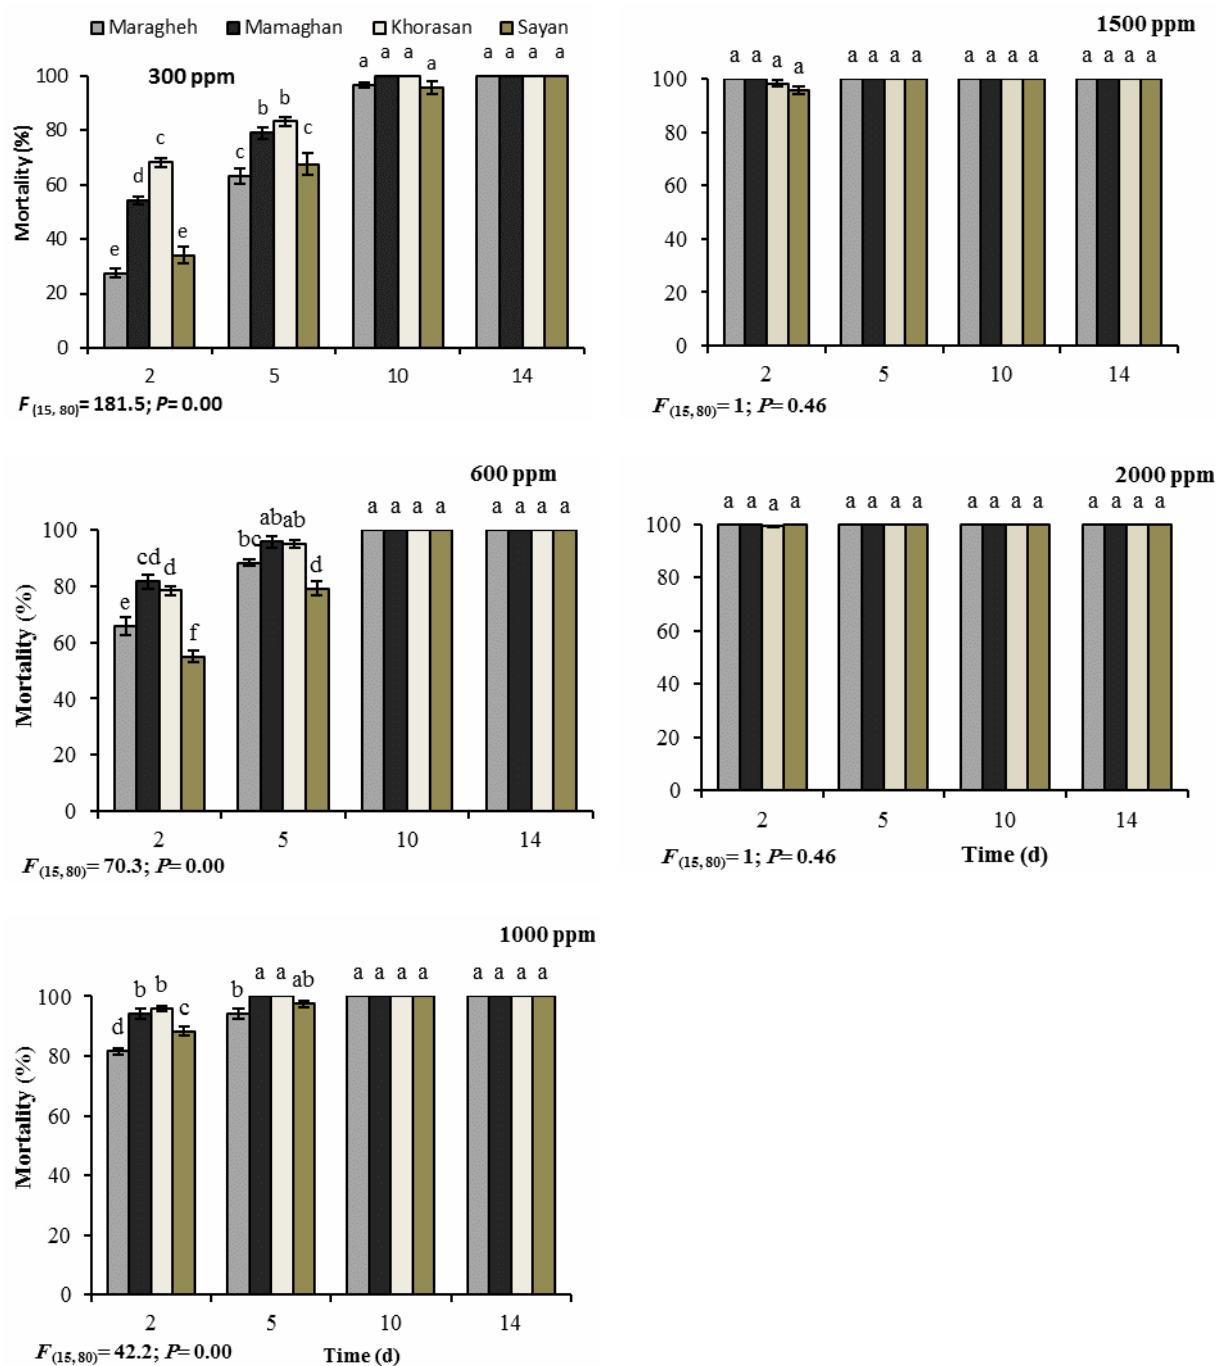 Maragheh Mamaghan Khorasan Sayan
300 ppm
a a a a a a a a
100
80
60
40
20
0
Mortality (%)
e d c e c b b c
2 5 10 14
F (15, 80)= 181.5; P= 0.00
1500 ppm
a a a a a a a a a a a a a a a a
100
80
60
40
20
0
2 5 10 14
F (15, 80)= 1; P= 0.46
600 ppm
a a a a a a a a
100
80
60
40
20
0
Mortality (%)
e cd d f bc ab ab d
2 5 10 14
F (15, 80)= 70.3; P= 0.00
2000 ppm
a a a a a a a a a a a a a a a a
100
80
60
40
20
0
2 5 10 14
F (15, 80)= 1; P= 0.46
Time (d)
1000 ppm
d b b c b a a ab a a a a a a a a
100
80
60
40
20
0
Mortality (%)
2 5 10 14
F (15, 80)= 42.2; P= 0.00
Time (d)